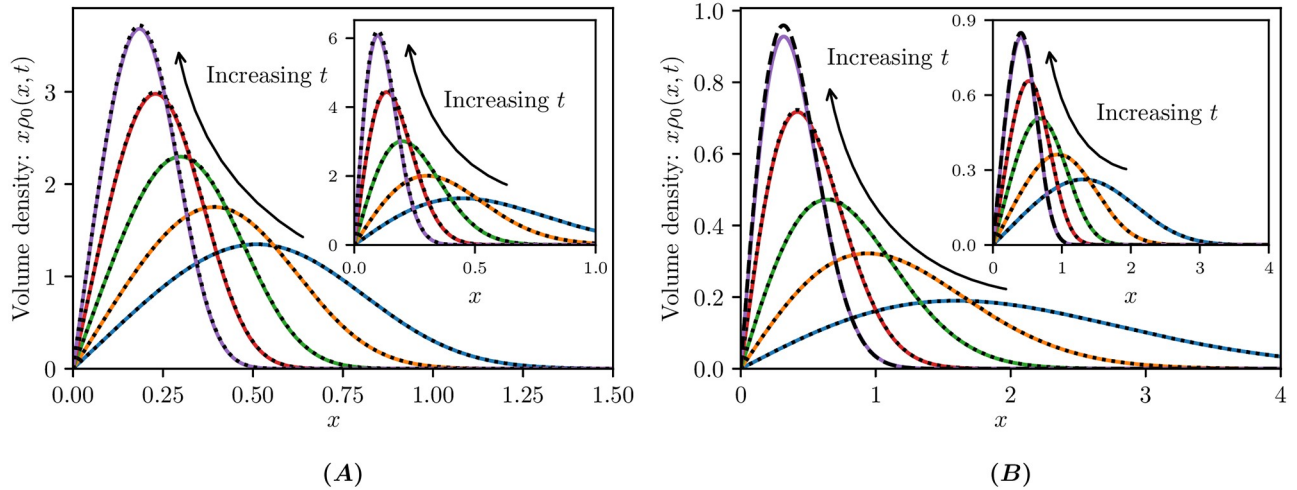 Volume density: xρ₀(x, t)
3
2
1
0
0.00 0.25 0.50 0.75 1.00 1.25 1.50
x
Increasing t
6
4
2
0
0.0 0.5 1.0
x
Increasing t
(A)
Volume density: xρ₀(x, t)
1.0
0.8
0.6
0.4
0.2
0.0
0 1 2 3 4
x
Increasing t
0.9
0.6
0.3
0.0
0 1 2 3 4
x
Increasing t
(B)